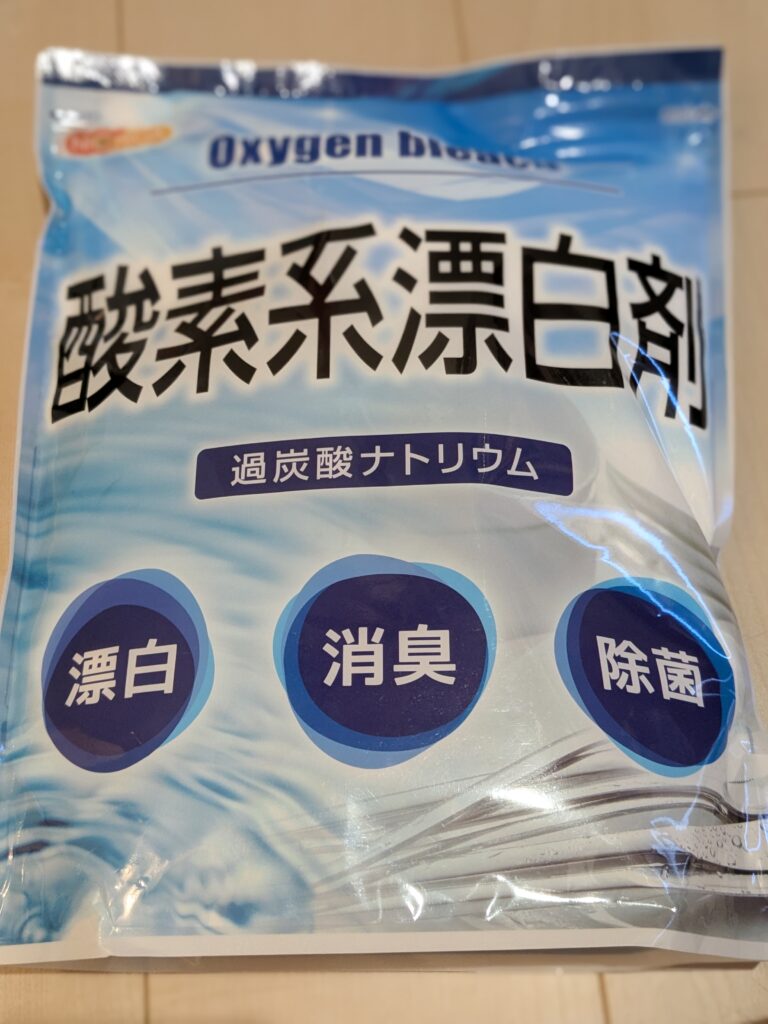 Oxygen bleach
酸素系漂白剤
過炭酸ナトリウム
漂白
消臭
除菌